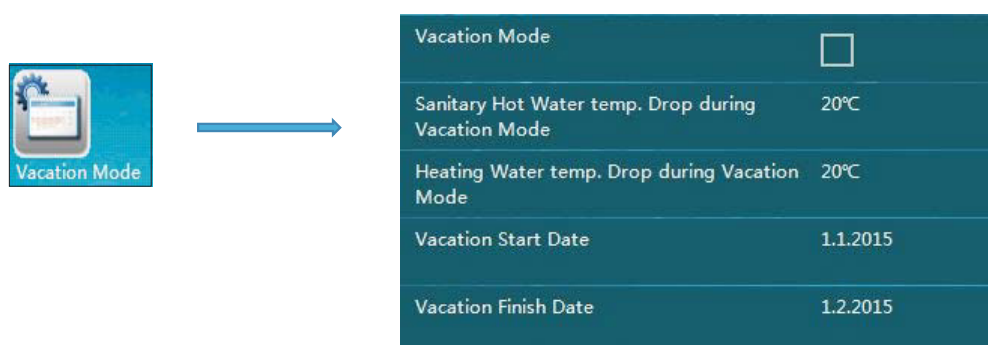 Vacation Mode
Vacation Mode
Sanitary Hot Water temp. Drop during
Vacation Mode
20℃
Heating Water temp. Drop during Vacation
Mode
20℃
Vacation Start Date
1.1.2015
Vacation Finish Date
1.2.2015